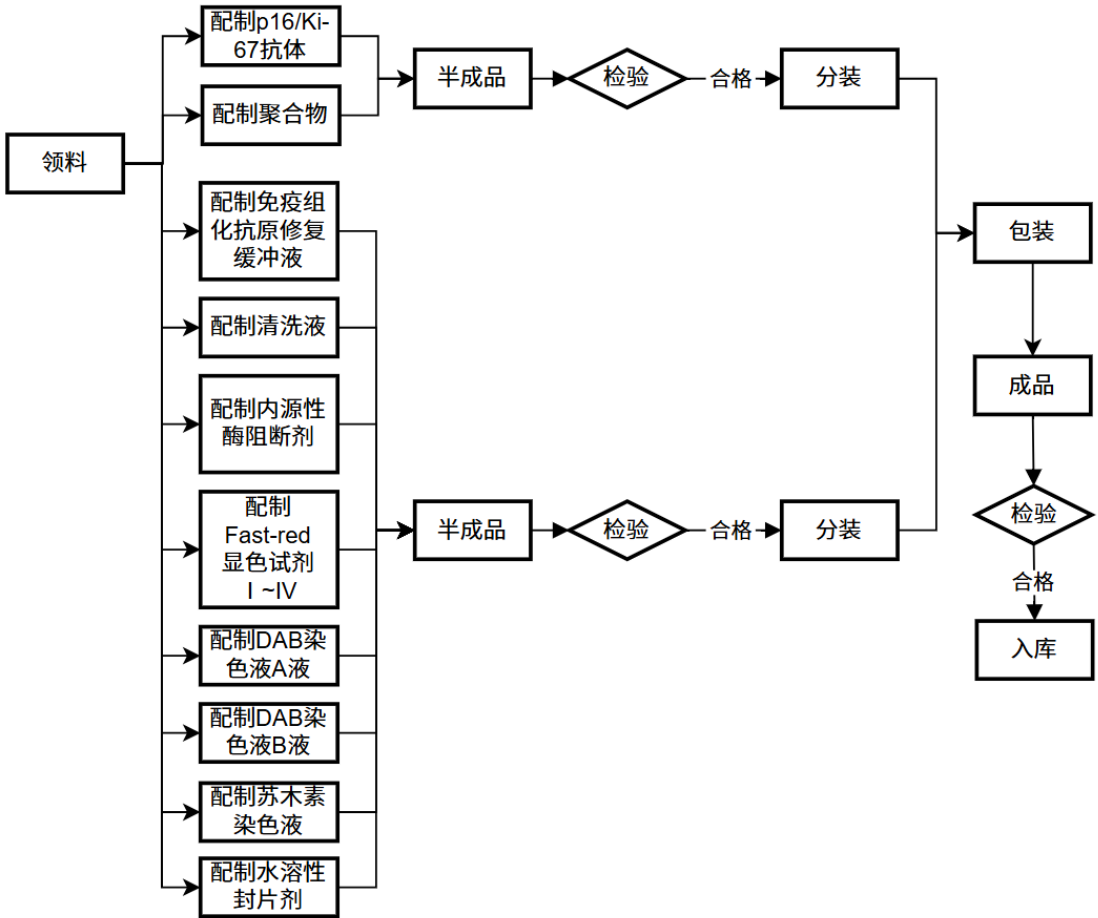 领料
配制p16/Ki-
67抗体
配制聚合物
半成品
检验
合格
分装
配制免疫组
化抗原修复
缓冲液
配制清洗液
配制内源性
酶阻断剂
配制
Fast-red
显色试剂
Ⅰ~IV
配制DAB染
色液A液
配制DAB染
色液B液
配制苏木素
染色液
配制水溶性
封片剂
半成品
检验
合格
分装
包装
成品
检验
合格
入库